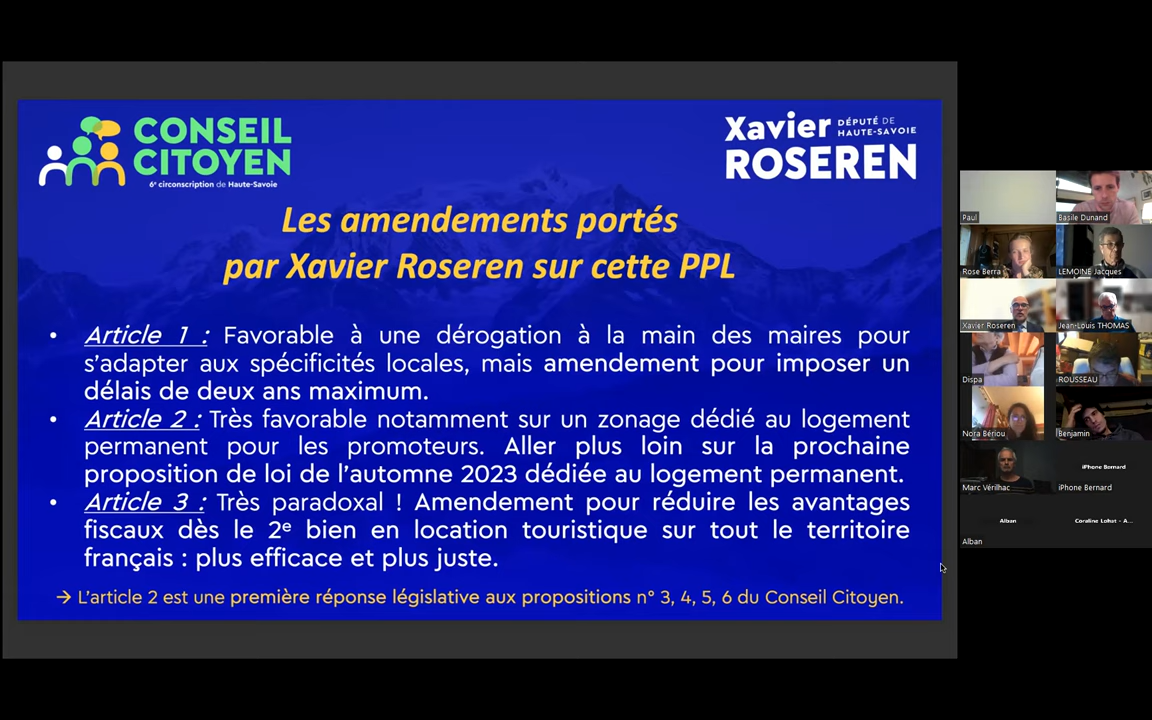 CONSEIL
CITOYEN
6e circonscription de Haute-Savoie
Xavier DÉPUTÉ DE
HAUTE-SAVOIE
ROSEREN
Les amendements portés
par Xavier Roseren sur cette PPL
• Article 1 : Favorable à une dérogation à la main des maires pour
s'adapter aux spécificités locales, mais amendement pour imposer un
délais de deux ans maximum.
• Article 2 : Très favorable notamment sur un zonage dédié au logement
permanent pour les promoteurs. Aller plus loin sur la prochaine
proposition de loi de l'automne 2023 dédiée au logement permanent.
• Article 3 : Très paradoxal ! Amendement pour réduire les avantages
fiscaux dès le 2e bien en location touristique sur tout le territoire
français : plus efficace et plus juste.
→ L'article 2 est une première réponse législative aux propositions n° 3, 4, 5, 6 du Conseil Citoyen.
Paul
Basile Dunand
Rose Berra
LEMOINE Jacques
Xavier Roseren
Jean-Louis THOMAS
Dispa
ROUSSEAU
Nora Bériou
Benjamin
iPhone Bernard
Marc Vérilhac
iPhone Bernard
Alban
Coraline - A...
Alban